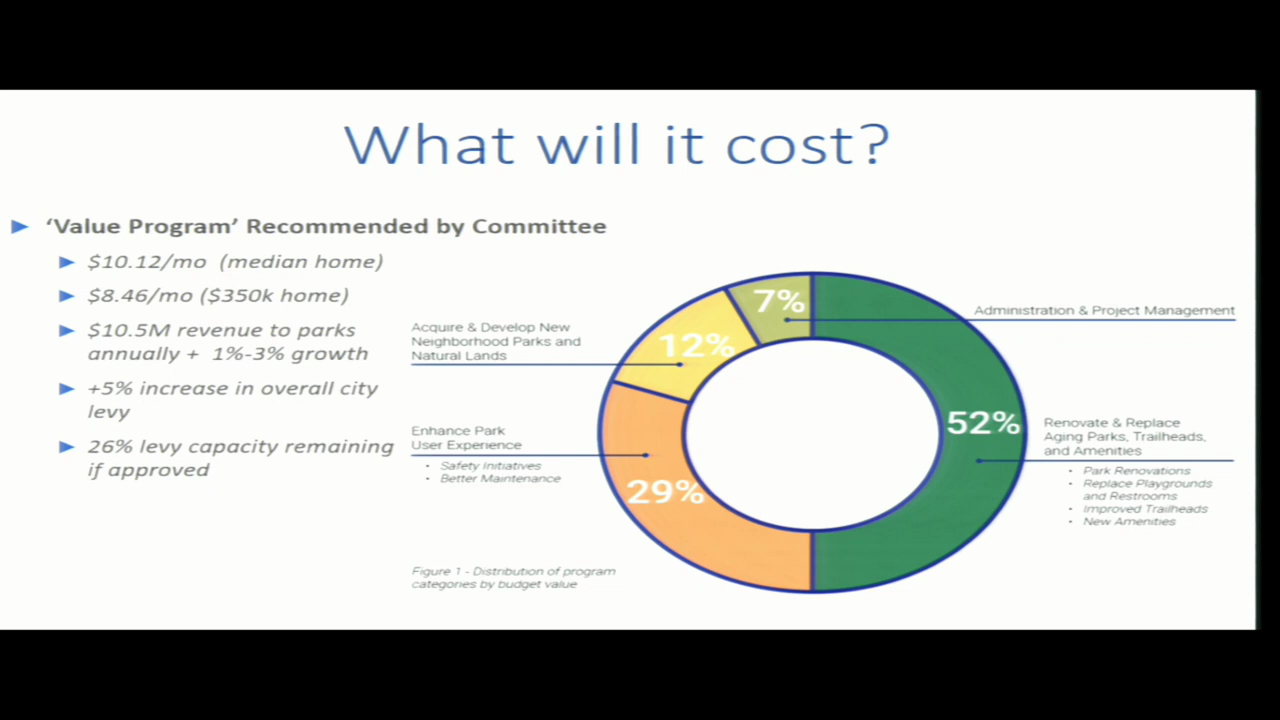 What will it cost?
‘Value Program’ Recommended by Committee
$10.12/mo (median home)
$8.46/mo ($350k home)
$10.5M revenue to parks
annually + 1%-3% growth
+5% increase in overall city
levy
26% levy capacity remaining
if approved
Acquire & Develop New
Neighborhood Parks and
Natural Lands
12%
7%
Administration & Project Management
Enhance Park
User Experience
• Safety Initiatives
• Better Maintenance
29%
52%
Renovate & Replace
Aging Parks, Trailheads,
and Amenities
• Park Renovations
• Replace Playgrounds
and Restrooms
• Improved Trailheads
• New Amenities
Figure 1 - Distribution of program
categories by budget value